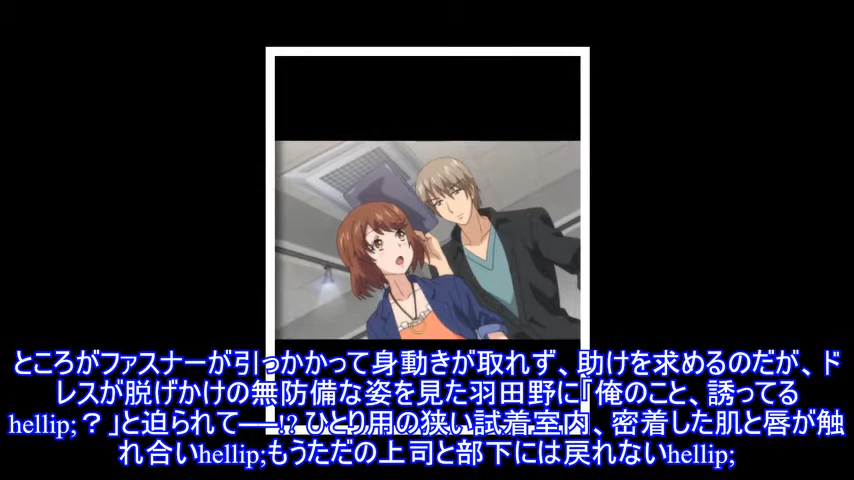 ところがファスナーが引っかかって身動きが取れず、助けを求めるのだが、ド
レスが脱げかけの無防備な姿を見た羽田野に『俺のこと、誘ってる
hellip;？」と迫られて──!? ひとり用の狭い試着室内、密着した肌と唇が触
れ合いhellip;もうただの上司と部下には戻れないhellip;